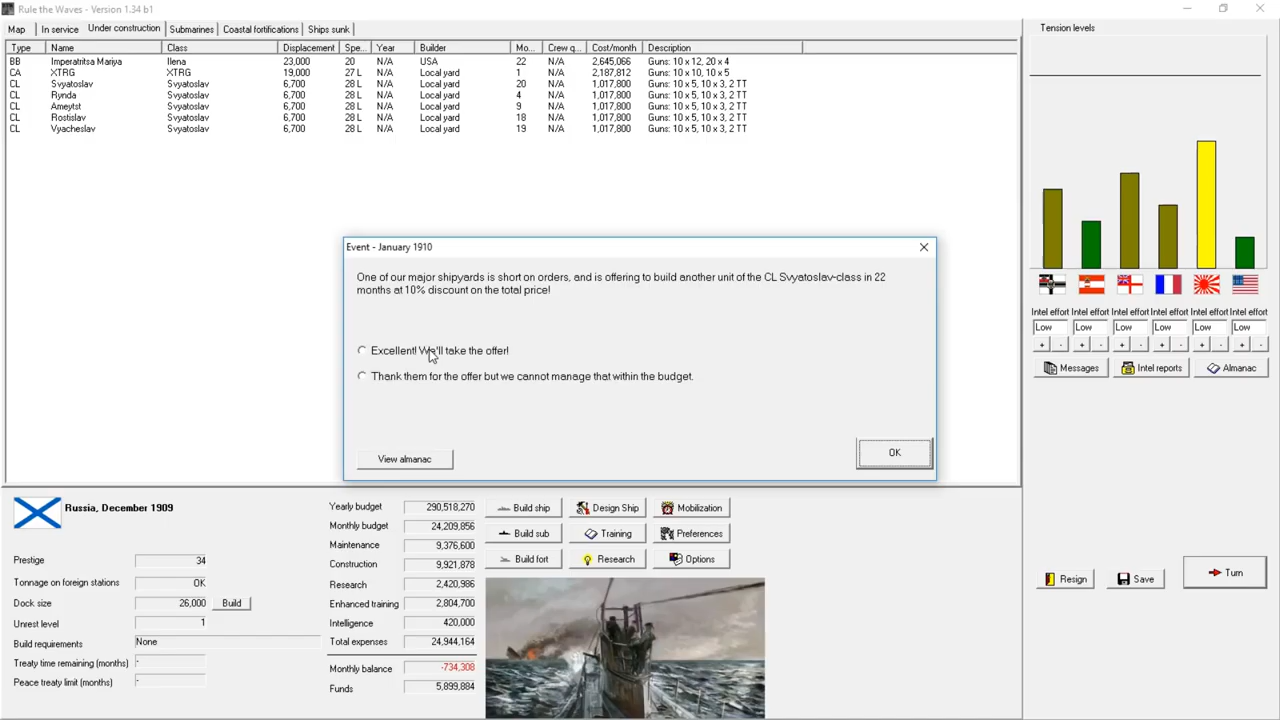 Rule the Waves - Version 1.34 b1
Map In service Under construction Submarines Coastal fortifications Ships sunk
Type Name Class Displacement Spe... Year Builder Mo... Crew q... Cost/month Description
BB Imperatritsa Mariya Ilena 23,000 20 N/A USA 22 N/A 2,645,066 Guns: 10 x 12, 20 x 4
CA XTRG XTRG 19,000 27 L N/A Local yard 1 N/A 2,187,812 Guns: 10 x 10, 10 x 5
CL Svyatoslav Svyatoslav 6,700 28 L N/A Local yard 20 N/A 1,017,800 Guns: 10 x 5, 10 x 3, 2 TT
CL Rynda Svyatoslav 6,700 28 L N/A Local yard 4 N/A 1,017,800 Guns: 10 x 5, 10 x 3, 2 TT
CL Ameytst Svyatoslav 6,700 28 L N/A Local yard 9 N/A 1,017,800 Guns: 10 x 5, 10 x 3, 2 TT
CL Rostislav Svyatoslav 6,700 28 L N/A Local yard 18 N/A 1,017,800 Guns: 10 x 5, 10 x 3, 2 TT
CL Vyacheslav Svyatoslav 6,700 28 L N/A Local yard 19 N/A 1,017,800 Guns: 10 x 5, 10 x 3, 2 TT
Tension levels
Intel effort Intel effort Intel effort Intel effort Intel effort Intel effort
Low Low Low Low Low Low
+ - + - + - + - + - + -
Messages Intel reports Almanac
Event - January 1910
One of our major shipyards is short on orders, and is offering to build another unit of the CL Svyatoslav-class in 22
months at 10% discount on the total price!
Excellent! We'll take the offer!
Thank them for the offer but we cannot manage that within the budget.
View almanac OK
Russia, December 1909
Prestige 34
Tonnage on foreign stations OK
Dock size 26,000 Build
Unrest level 1
Build requirements None
Treaty time remaining (months) -
Peace treaty limit (months) -
Yearly budget 290,518,270
Monthly budget 24,209,856
Maintenance 9,376,600
Construction 9,921,878
Research 2,420,986
Enhanced training 2,804,700
Intelligence 420,000
Total expenses 24,944,164
Monthly balance -734,308
Funds 5,899,884
Build ship Design Ship Mobilization
Build sub Training Preferences
Build fort Research Options
Resign Save Turn